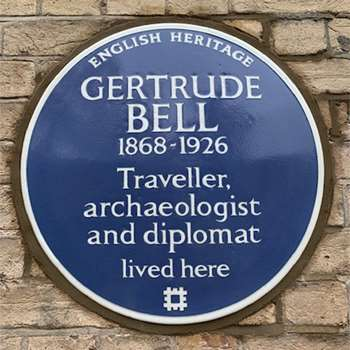 ENGLISH HERITAGE
GERTRUDE
BELL
1868-1926
Traveller,
archaeologist
and diplomat
lived here